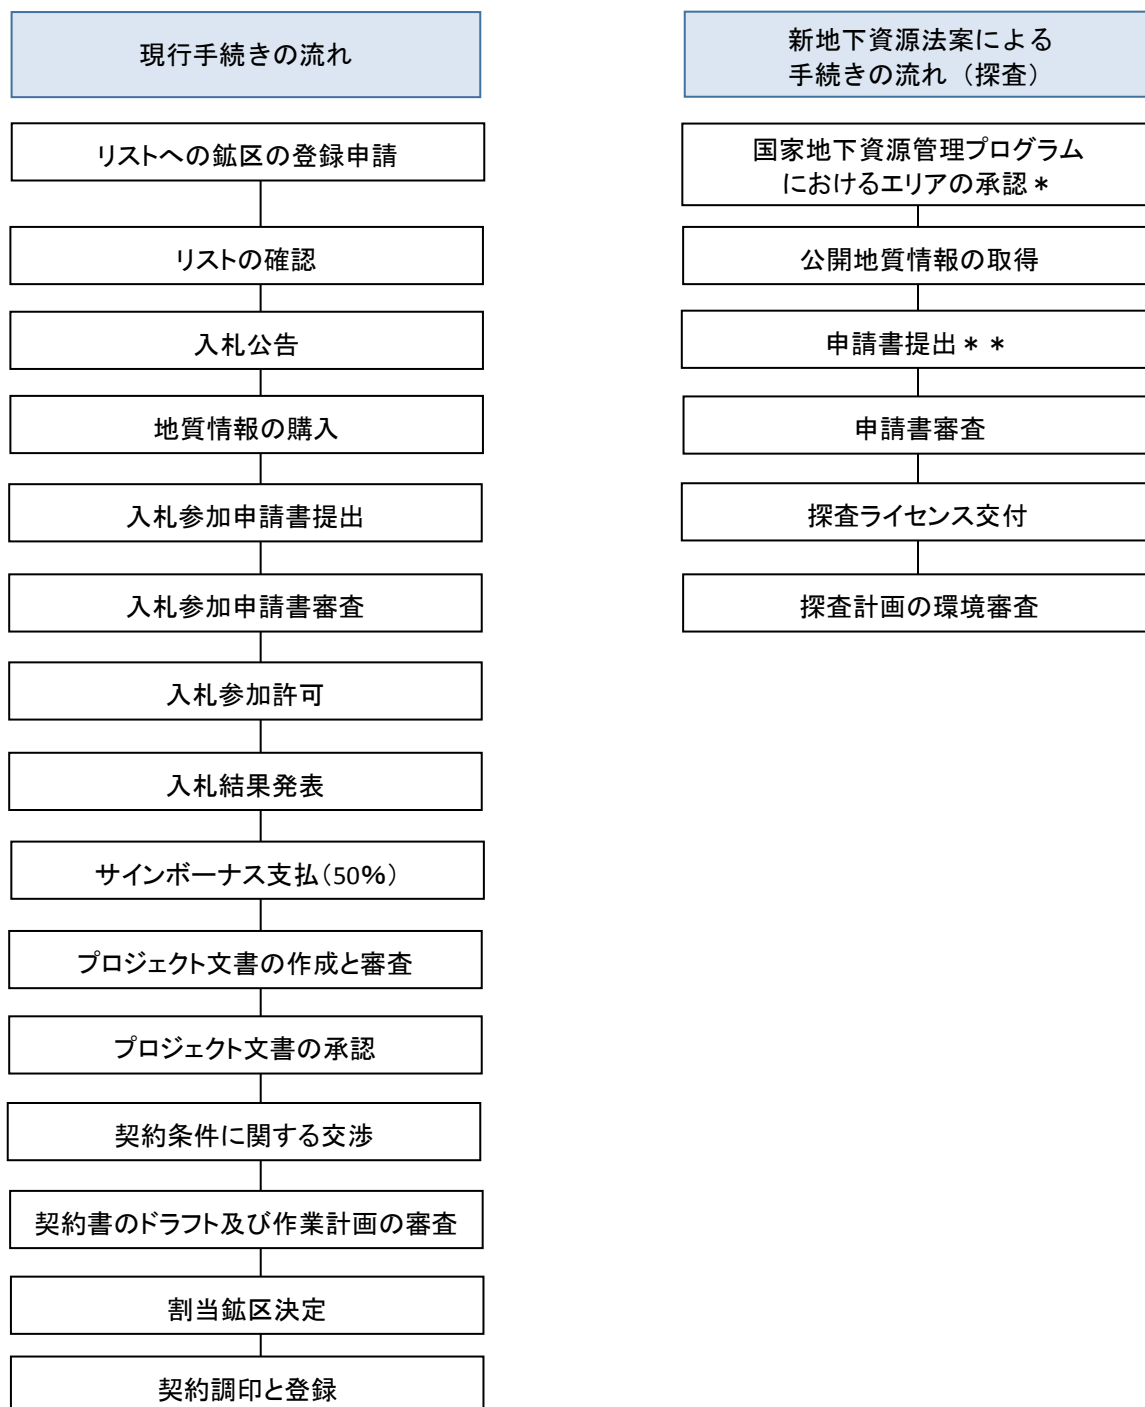 現行手続きの流れ
リストへの鉱区の登録申請
リストの確認
入札公告
地質情報の購入
入札参加申請書提出
入札参加申請書審査
入札参加許可
入札結果発表
サインボーナス支払(50%)
プロジェクト文書の作成と審査
プロジェクト文書の承認
契約条件に関する交渉
契約書のドラフト及び作業計画の審査
割当鉱区決定
契約調印と登録
新地下資源法案による
手続きの流れ（探査）
国家地下資源管理プログラム
におけるエリアの承認＊
公開地質情報の取得
申請書提出＊＊
申請書審査
探査ライセンス交付
探査計画の環境審査